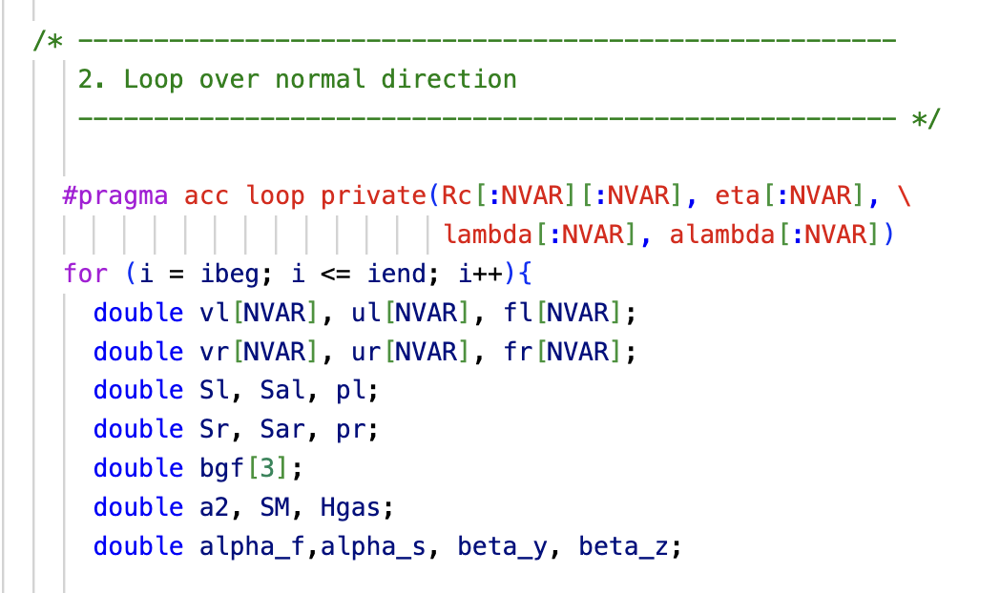 /* ------------------------------------------------------
2. Loop over normal direction
------------------------------------------------------ */
#pragma acc loop private(Rc[:NVAR][:NVAR], eta[:NVAR], \
lambda[:NVAR], alambda[:NVAR])
for (i = ibeg; i <= iend; i++){
double vl[NVAR], ul[NVAR], fl[NVAR];
double vr[NVAR], ur[NVAR], fr[NVAR];
double Sl, Sal, pl;
double Sr, Sar, pr;
double bgf[3];
double a2, SM, Hgas;
double alpha_f,alpha_s, beta_y, beta_z;